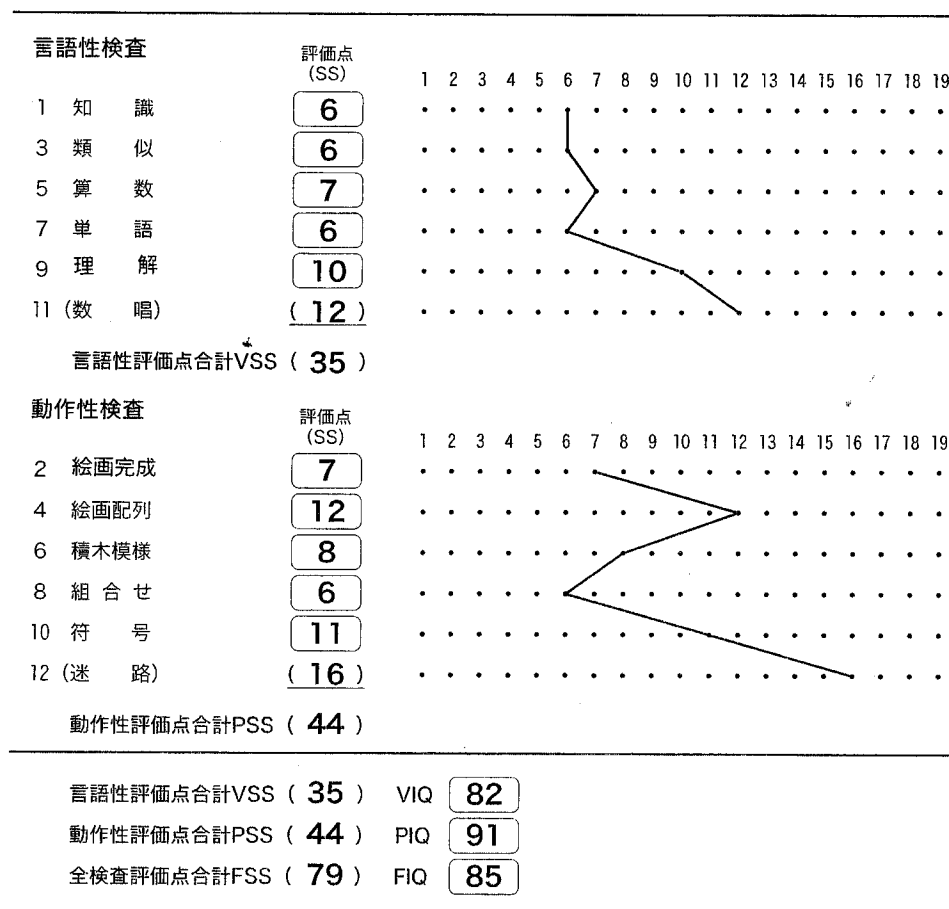 言語性検査
評価点
(SS)
1 2 3 4 5 6 7 8 9 10 11 12 13 14 15 16 17 18 19
1 知 識 6
3 類 似 6
5 算 数 7
7 単 語 6
9 理 解 10
11 (数 唱) ( 12 )
言語性評価点合計VSS ( 35 )
動作性検査
評価点
(SS)
1 2 3 4 5 6 7 8 9 10 11 12 13 14 15 16 17 18 19
2 絵画完成 7
4 絵画配列 12
6 積木模様 8
8 組合せ 6
10 符 号 11
12 (迷 路) ( 16 )
動作性評価点合計PSS ( 44 )
言語性評価点合計VSS ( 35 ) VIQ 82
動作性評価点合計PSS ( 44 ) PIQ 91
全検査評価点合計FSS ( 79 ) FIQ 85